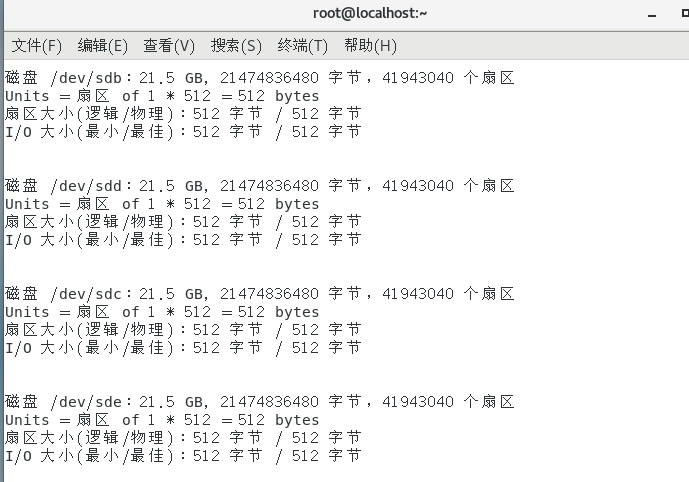 root@localhost:~
文件(F) 编辑(E) 查看(V) 搜索(S) 终端(T) 帮助(H)
磁盘 /dev/sdb：21.5 GB, 21474836480 字节，41943040 个扇区
Units = 扇区 of 1 * 512 = 512 bytes
扇区大小(逻辑/物理)：512 字节 / 512 字节
I/O 大小(最小/最佳)：512 字节 / 512 字节
磁盘 /dev/sdd：21.5 GB, 21474836480 字节，41943040 个扇区
Units = 扇区 of 1 * 512 = 512 bytes
扇区大小(逻辑/物理)：512 字节 / 512 字节
I/O 大小(最小/最佳)：512 字节 / 512 字节
磁盘 /dev/sdc：21.5 GB, 21474836480 字节，41943040 个扇区
Units = 扇区 of 1 * 512 = 512 bytes
扇区大小(逻辑/物理)：512 字节 / 512 字节
I/O 大小(最小/最佳)：512 字节 / 512 字节
磁盘 /dev/sde：21.5 GB, 21474836480 字节，41943040 个扇区
Units = 扇区 of 1 * 512 = 512 bytes
扇区大小(逻辑/物理)：512 字节 / 512 字节
I/O 大小(最小/最佳)：512 字节 / 512 字节